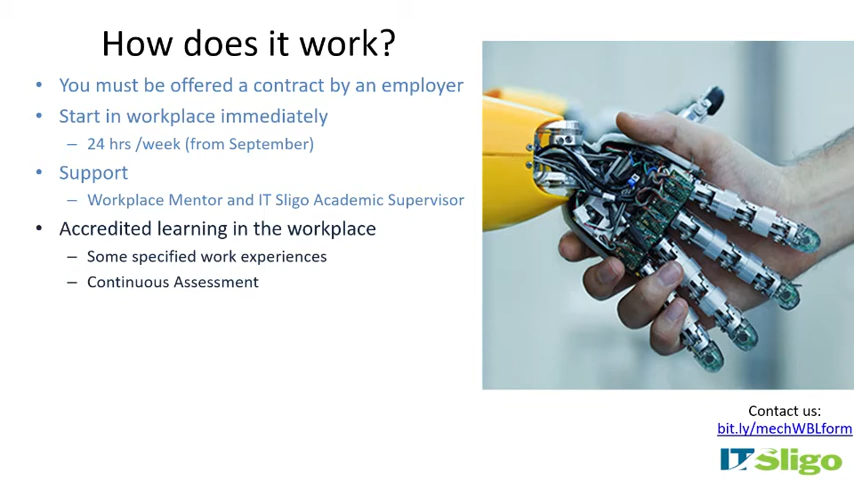 How does it work?
• You must be offered a contract by an employer
• Start in workplace immediately
– 24 hrs /week (from September)
• Support
– Workplace Mentor and IT Sligo Academic Supervisor
• Accredited learning in the workplace
– Some specified work experiences
– Continuous Assessment
Contact us:
bit.ly/mechWBLform
IT Sligo